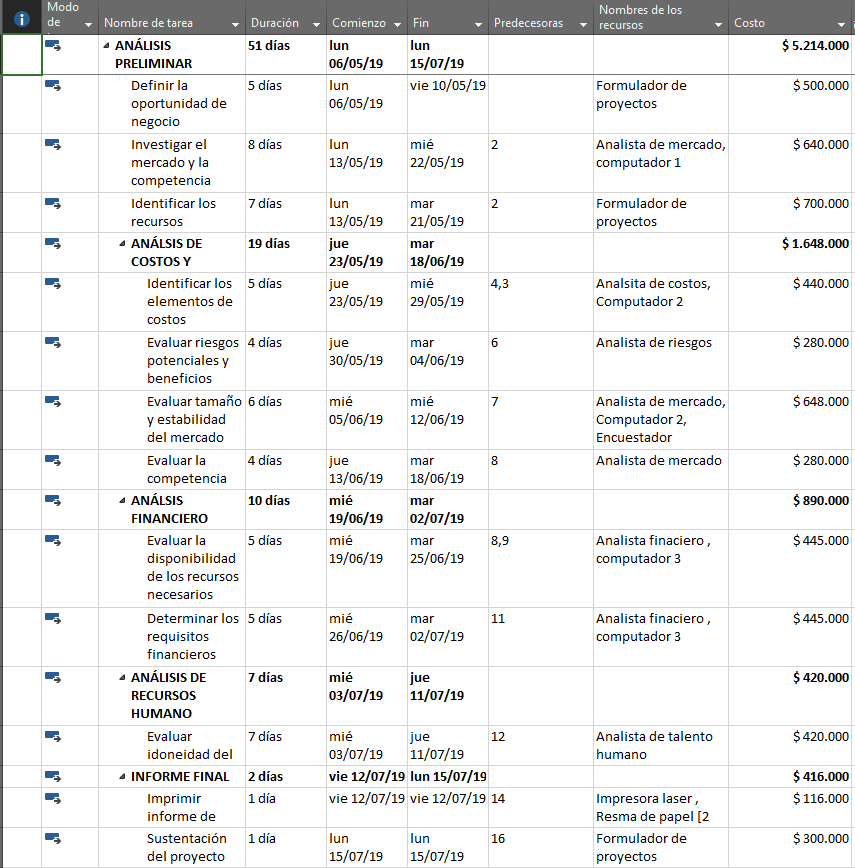 Modo de
Nombre de tarea
Duración
Comienzo
Fin
Predecesoras
Nombres de los recursos
Costo
ANÁLISIS PRELIMINAR 51 días lun 06/05/19 lun 15/07/19 $ 5.214.000
Definir la oportunidad de negocio 5 días lun 06/05/19 vie 10/05/19 Formulador de proyectos $ 500.000
Investigar el mercado y la competencia 8 días lun 13/05/19 mié 22/05/19 2 Analista de mercado, computador 1 $ 640.000
Identificar los recursos 7 días lun 13/05/19 mar 21/05/19 2 Formulador de proyectos $ 700.000
ANÁLSIS DE COSTOS Y 19 días jue 23/05/19 mar 18/06/19 $ 1.648.000
Identificar los elementos de costos 5 días jue 23/05/19 mié 29/05/19 4,3 Analsita de costos, Computador 2 $ 440.000
Evaluar riesgos potenciales y beneficios 4 días jue 30/05/19 mar 04/06/19 6 Analista de riesgos $ 280.000
Evaluar tamaño y estabilidad del mercado 6 días mié 05/06/19 mié 12/06/19 7 Analista de mercado, Computador 2, Encuestador $ 648.000
Evaluar la competencia 4 días jue 13/06/19 mar 18/06/19 8 Analista de mercado $ 280.000
ANÁLSIS FINANCIERO 10 días mié 19/06/19 mar 02/07/19 $ 890.000
Evaluar la disponibilidad de los recursos necesarios 5 días mié 19/06/19 mar 25/06/19 8,9 Analista finaciero , computador 3 $ 445.000
Determinar los requisitos financieros 5 días mié 26/06/19 mar 02/07/19 11 Analista finaciero , computador 3 $ 445.000
ANÁLISIS DE RECURSOS HUMANO 7 días mié 03/07/19 jue 11/07/19 $ 420.000
Evaluar idoneidad del 7 días mié 03/07/19 jue 11/07/19 12 Analista de talento humano $ 420.000
INFORME FINAL 2 días vie 12/07/19 lun 15/07/19 $ 416.000
Imprimir informe de 1 día vie 12/07/19 vie 12/07/19 14 Impresora laser , Resma de papel [2 $ 116.000
Sustentación del proyecto 1 día lun 15/07/19 lun 15/07/19 16 Formulador de proyectos $ 300.000